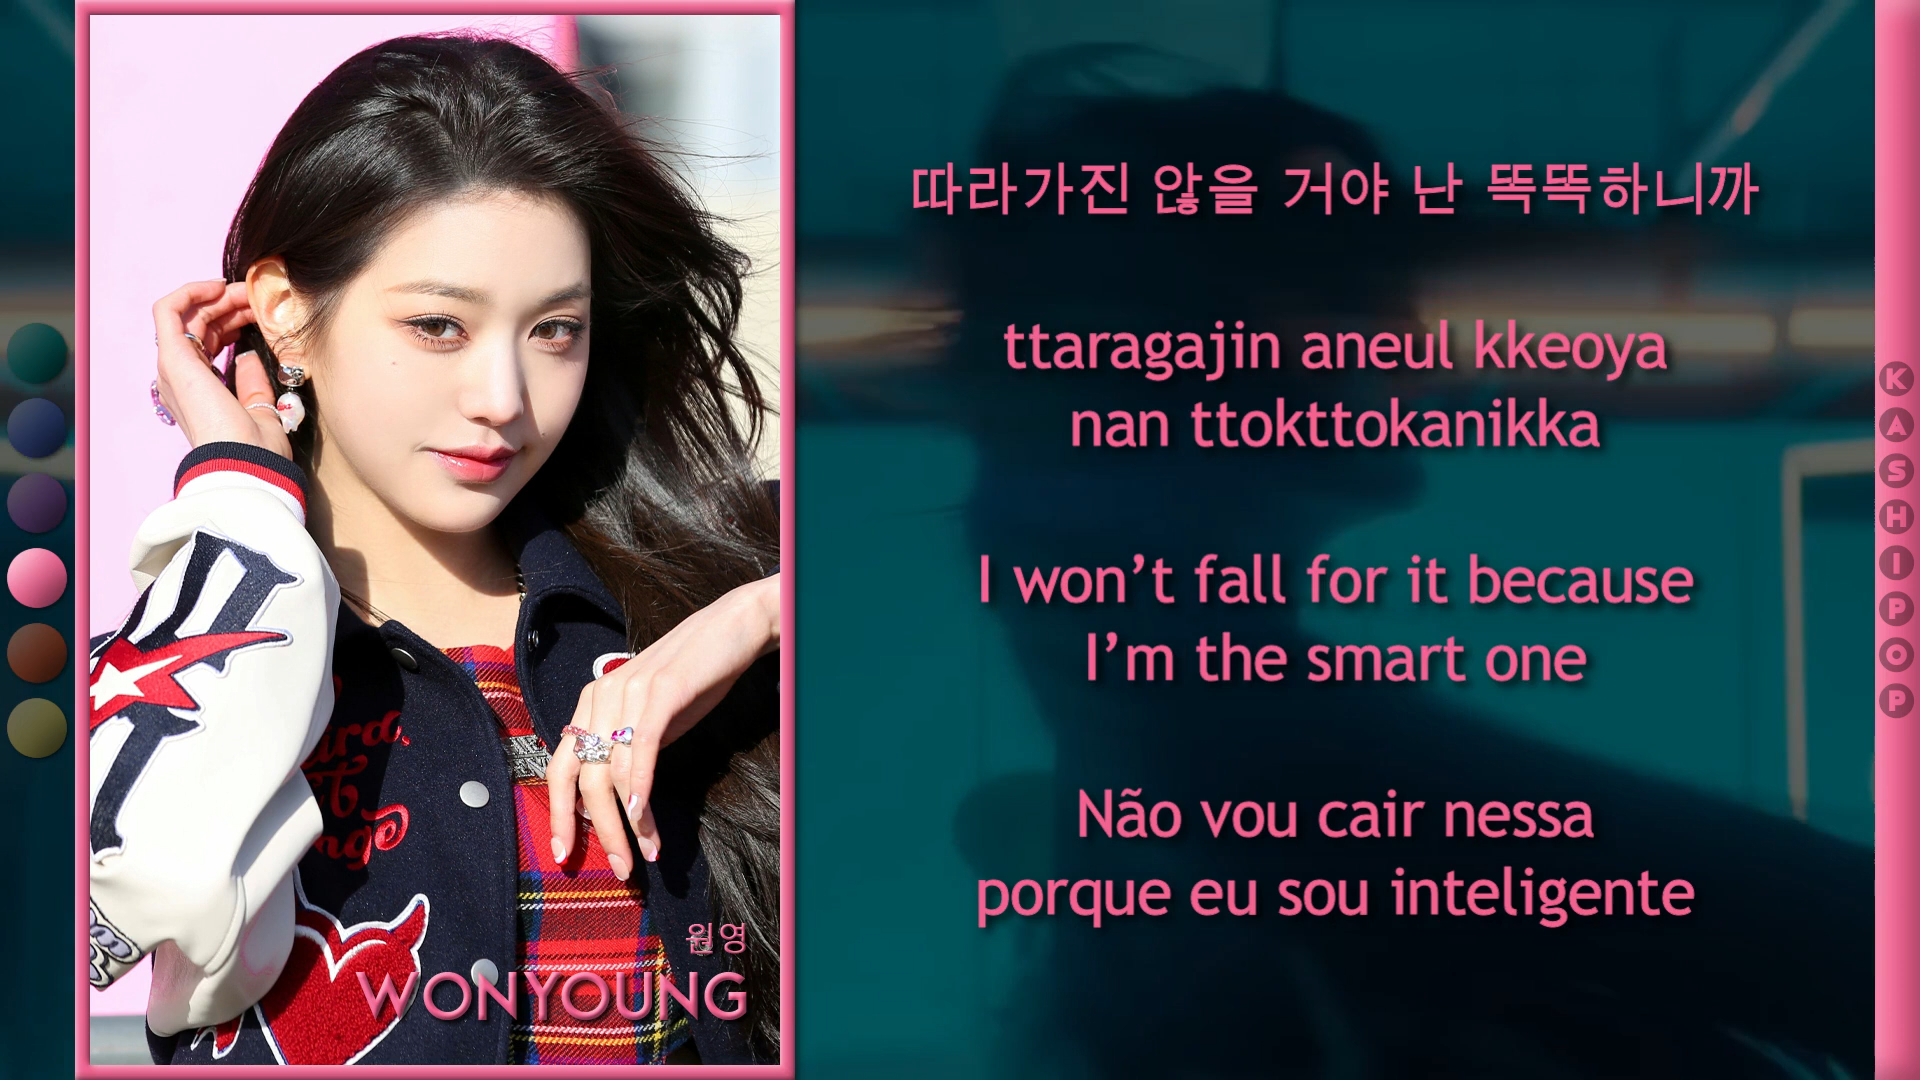 따라가진 않을 거야 난 똑똑하니까
ttaragajin aneul kkeoya
nan ttokttokanikka
I won’t fall for it because
I’m the smart one
Não vou cair nessa
porque eu sou inteligente
원영
WONYOUNG
KASHIPOP